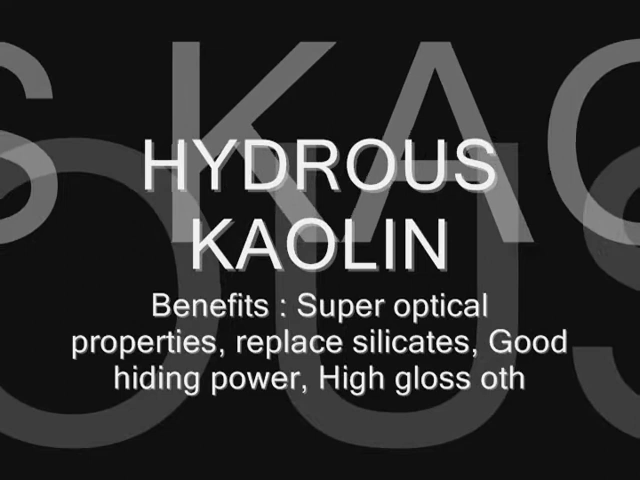 HYDROUS
KAOLIN
Benefits : Super optical
properties, replace silicates, Good
hiding power, High gloss oth